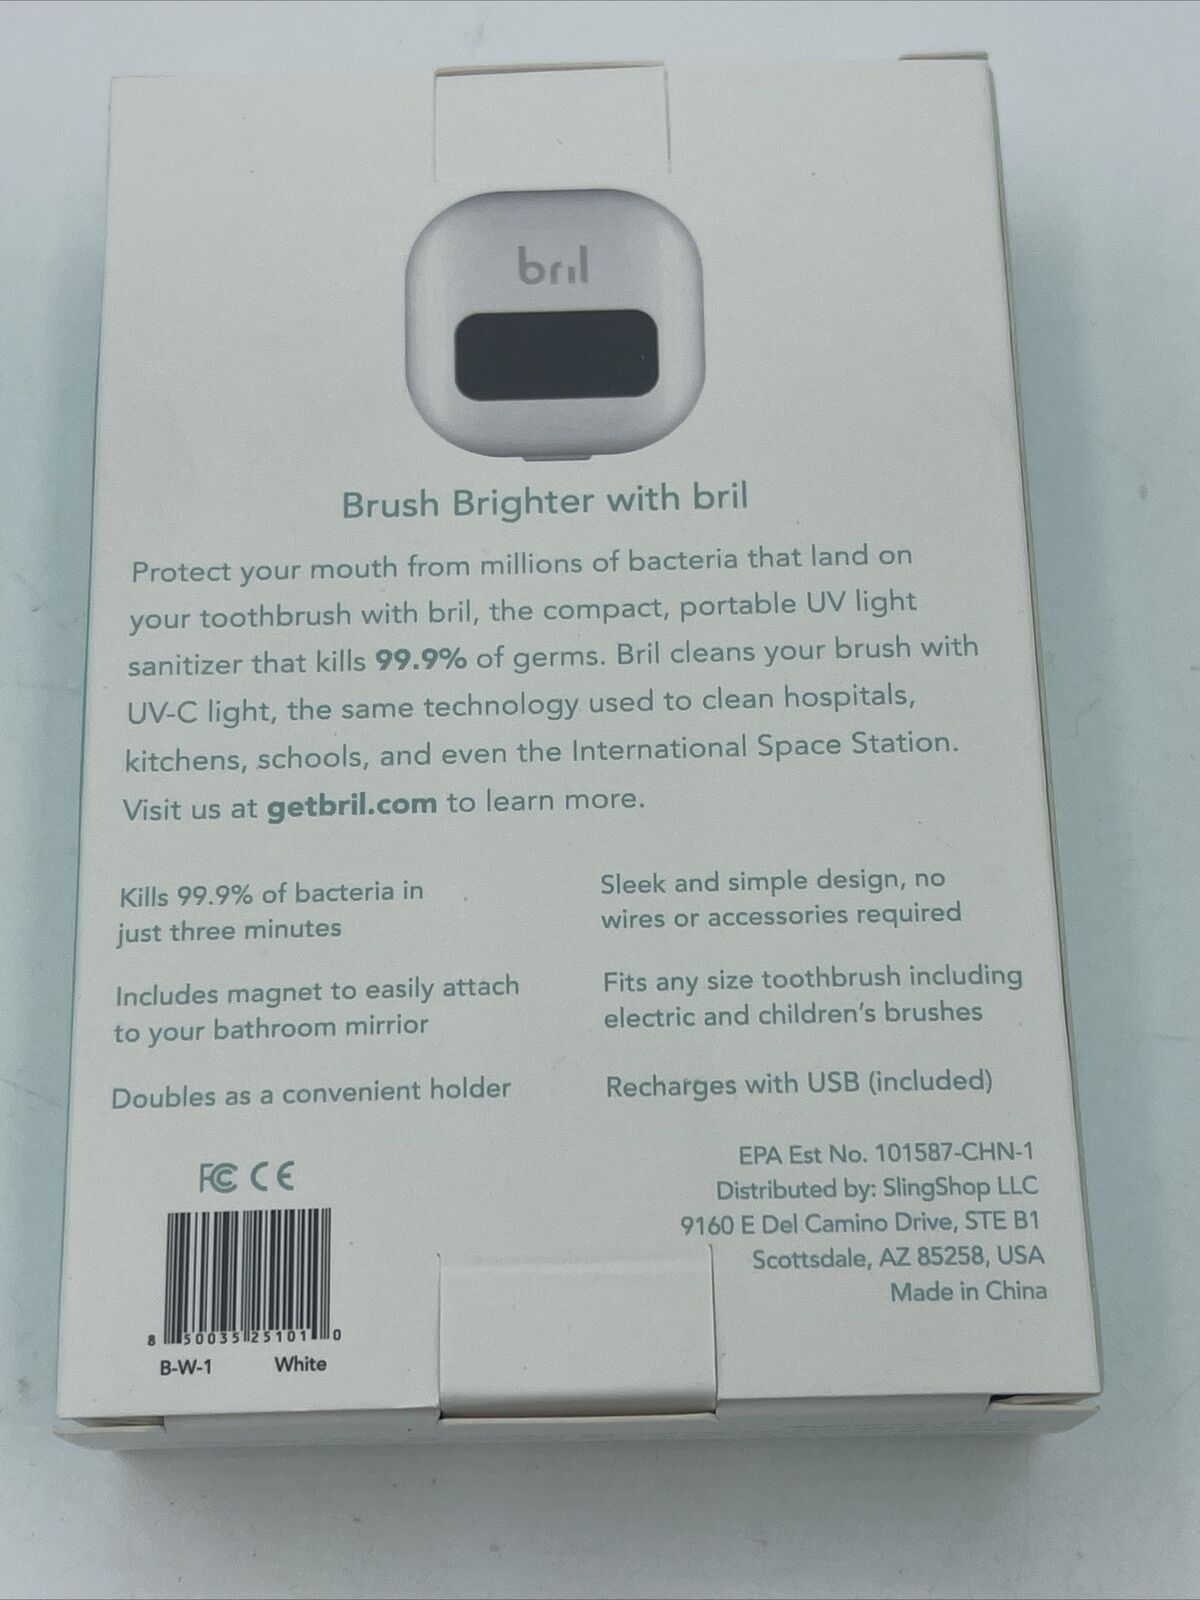 bril
Brush Brighter with bril
Protect your mouth from millions of bacteria that land on
your toothbrush with bril, the compact, portable UV light
sanitizer that kills 99.9% of germs. Bril cleans your brush with
UV-C light, the same technology used to clean hospitals,
kitchens, schools, and even the International Space Station.
Visit us at getbril.com to learn more.
Kills 99.9% of bacteria in
just three minutes
Includes magnet to easily attach
to your bathroom mirrior
Doubles as a convenient holder
Sleek and simple design, no
wires or accessories required
Fits any size toothbrush including
electric and children's brushes
Recharges with USB (included)
FC CE
8 50035 25101 0
B-W-1 White
EPA Est No. 101587-CHN-1
Distributed by: SlingShop LLC
9160 E Del Camino Drive, STE B1
Scottsdale, AZ 85258, USA
Made in China